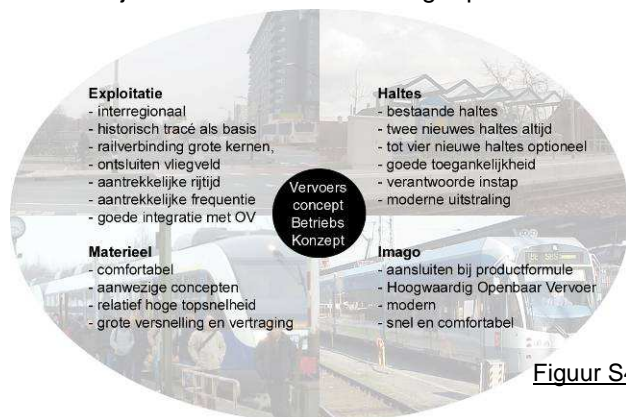 Exploitatie
- interregionaal
- historisch tracé als basis
- railverbinding grote kernen,
- ontsluiten vliegveld
- aantrekkelijke rijtijd
- aantrekkelijke frequentie
- goede integratie met OV
Haltes
- bestaande haltes
- twee nieuwes haltes altijd
- tot vier nieuwe haltes optioneel
- goede toegankelijkheid
- verantwoorde instap
- moderne uitstraling
Vervoers
concept
Betriebs
Konzept
Materieel
- comfortabel
- aanwezige concepten
- relatief hoge topsnelheid
- grote versnelling en vertraging
Imago
- aansluiten bij productformule
- Hoogwaardig Openbaar Vervoer
- modern
- snel en comfortabel
Figuur S4